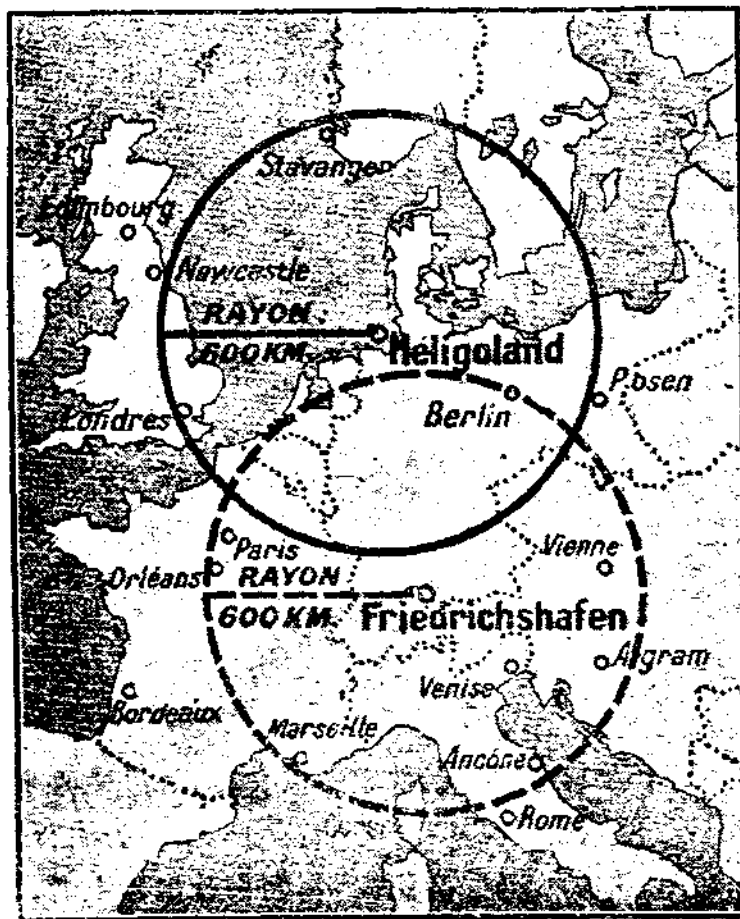 Stavanger
Edimbourg
Newcastle
RAYON
600 KM.
Heligoland
Londres
Berlin
Posen
Paris
Orléans
RAYON
600 KM.
Friedrichshafen
Vienne
Agram
Venise
Bordeaux
Marseille
Ancône
Rome